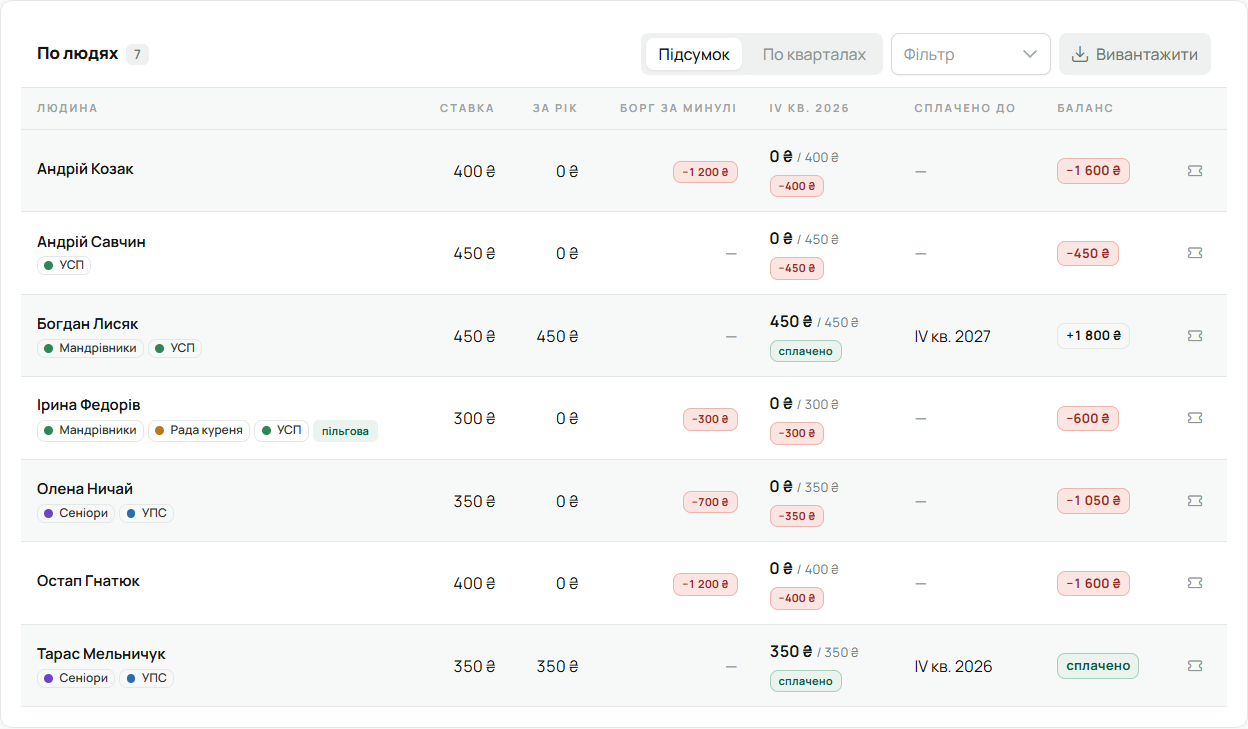 По людях 7 Підсумок По кварталах Фільтр Вивантажити
ЛЮДИНА СТАВКА ЗА РІК БОРГ ЗА МИНУЛІ IV КВ. 2026 СПЛАЧЕНО ДО БАЛАНС
Андрій Козак 400 ₴ 0 ₴ −1 200 ₴ 0 ₴ / 400 ₴ — −1 600 ₴
−400 ₴
Андрій Савчин 450 ₴ 0 ₴ — 0 ₴ / 450 ₴ — −450 ₴
УСП −450 ₴
Богдан Лисяк 450 ₴ 450 ₴ — 450 ₴ / 450 ₴ IV кв. 2027 +1 800 ₴
Мандрівники УСП сплачено
Ірина Федорів 300 ₴ 0 ₴ −300 ₴ 0 ₴ / 300 ₴ — −600 ₴
Мандрівники Рада куреня УСП пільгова −300 ₴
Олена Ничай 350 ₴ 0 ₴ −700 ₴ 0 ₴ / 350 ₴ — −1 050 ₴
Сеніори УПС −350 ₴
Остап Гнатюк 400 ₴ 0 ₴ −1 200 ₴ 0 ₴ / 400 ₴ — −1 600 ₴
−400 ₴
Тарас Мельничук 350 ₴ 350 ₴ — 350 ₴ / 350 ₴ IV кв. 2026 сплачено
Сеніори УПС сплачено